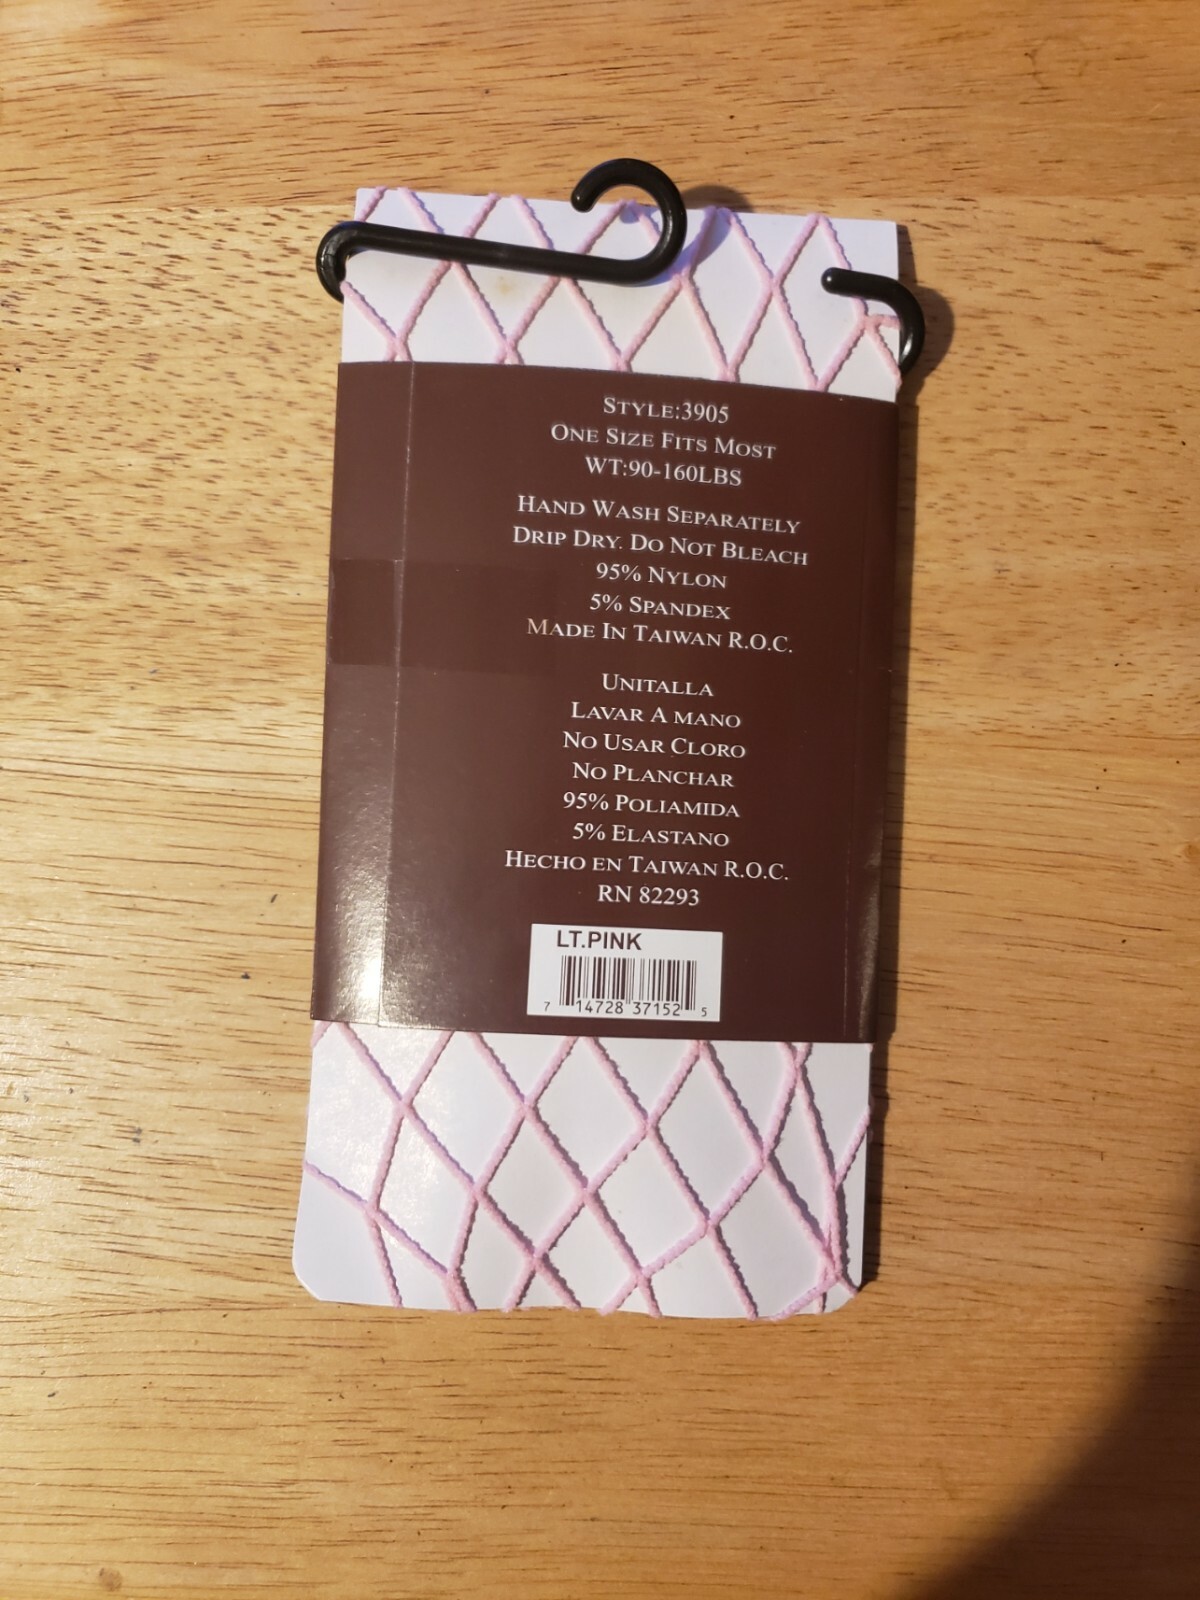 STYLE:3905
ONE SIZE FITS MOST
WT:90-160LBS
HAND WASH SEPARATELY
DRIP DRY. DO NOT BLEACH
95% NYLON
5% SPANDEX
MADE IN TAIWAN R.O.C.
UNITALLA
LAVAR A MANO
NO USAR CLORO
NO PLANCHAR
95% POLIAMIDA
5% ELASTANO
HECHO EN TAIWAN R.O.C.
RN 82293
LT.PINK
7 14728 37152 5